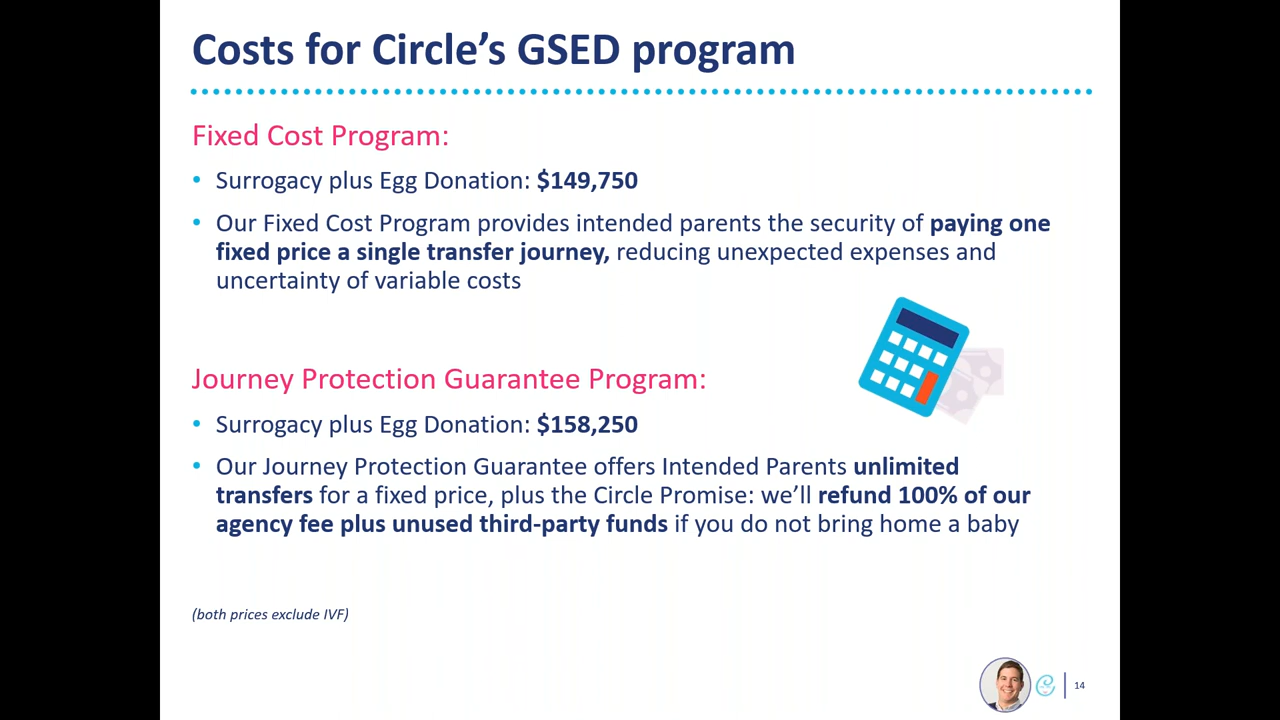 Costs for Circle’s GSED program
Fixed Cost Program:
• Surrogacy plus Egg Donation: $149,750
• Our Fixed Cost Program provides intended parents the security of paying one
fixed price a single transfer journey, reducing unexpected expenses and
uncertainty of variable costs
Journey Protection Guarantee Program:
• Surrogacy plus Egg Donation: $158,250
• Our Journey Protection Guarantee offers Intended Parents unlimited
transfers for a fixed price, plus the Circle Promise: we’ll refund 100% of our
agency fee plus unused third-party funds if you do not bring home a baby
(both prices exclude IVF)
14